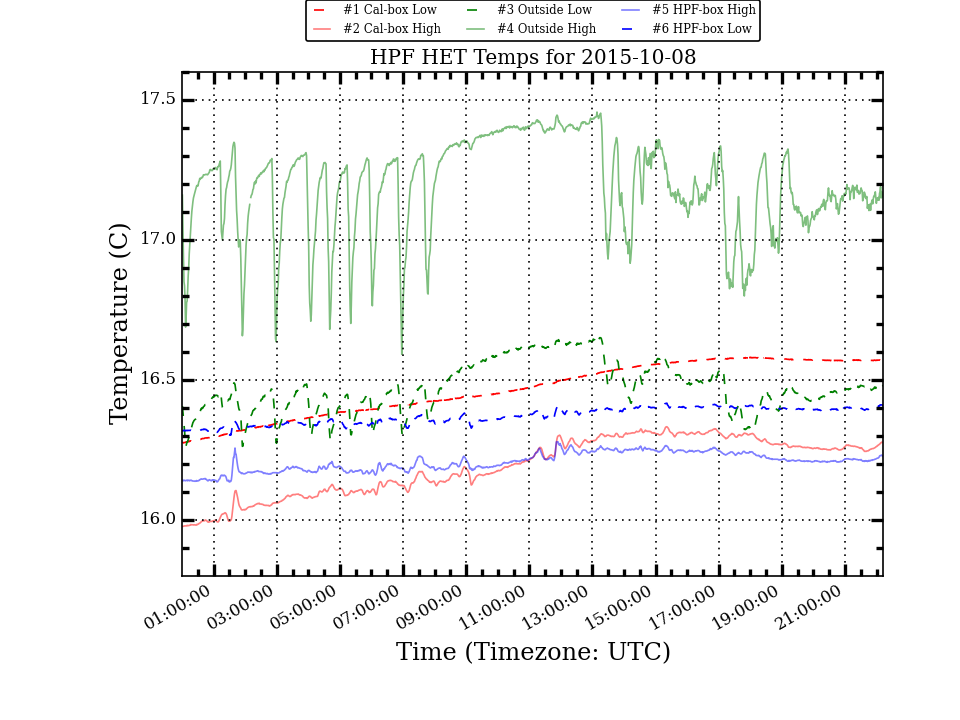 #1 Cal-box Low #3 Outside Low #5 HPF-box High
#2 Cal-box High #4 Outside High #6 HPF-box Low
HPF HET Temps for 2015-10-08
17.5
17.0
16.5
16.0
Temperature (C)
01:00:00 03:00:00 05:00:00 07:00:00 09:00:00 11:00:00 13:00:00 15:00:00 17:00:00 19:00:00 21:00:00
Time (Timezone: UTC)